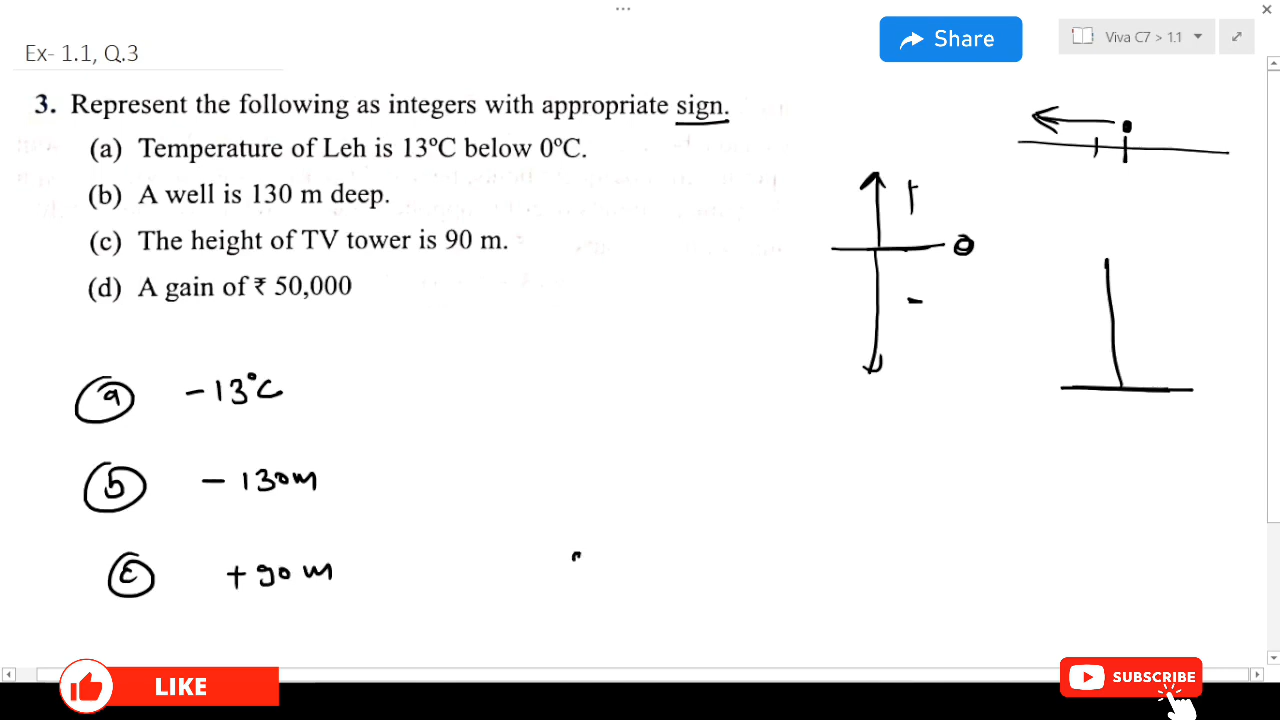 Ex- 1.1, Q.3
Share
Viva C7 > 1.1
3. Represent the following as integers with appropriate sign.
(a) Temperature of Leh is 13°C below 0°C.
(b) A well is 130 m deep.
(c) The height of TV tower is 90 m.
(d) A gain of ₹ 50,000
+
0
-
a -13°C
b - 130m
c +90 m
LIKE
SUBSCRIBE